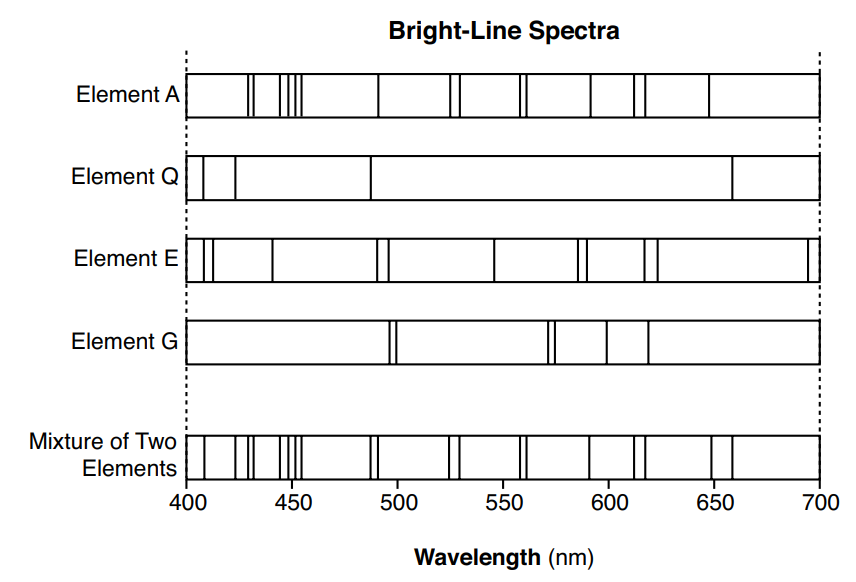 Bright-Line Spectra
Element A
Element Q
Element E
Element G
Mixture of Two
Elements
400 450 500 550 600 650 700
Wavelength (nm)